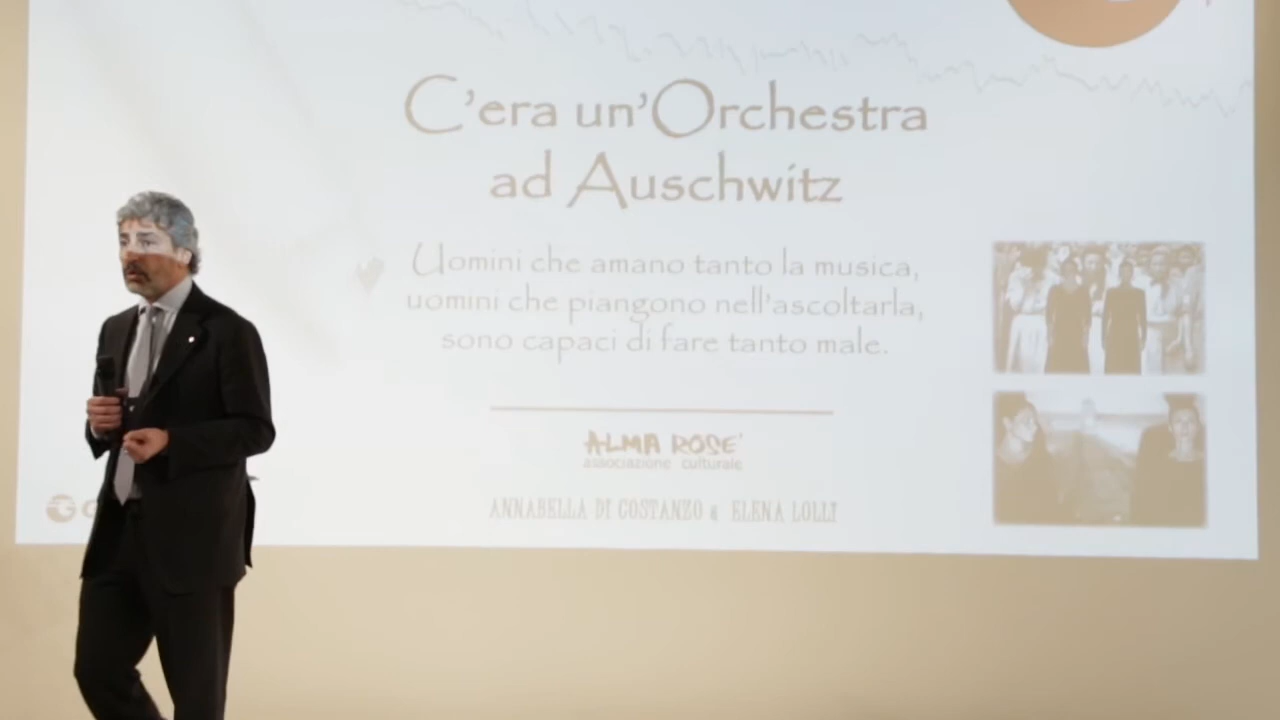 C'era un'Orchestra
ad Auschwitz
Uomini che amano tanto la musica,
uomini che piangono nell'ascoltarla,
sono capaci di fare tanto male.
ALMA ROSE'
associazione culturale
ANNABELLA DI COSTANZO e ELENA LOLLI